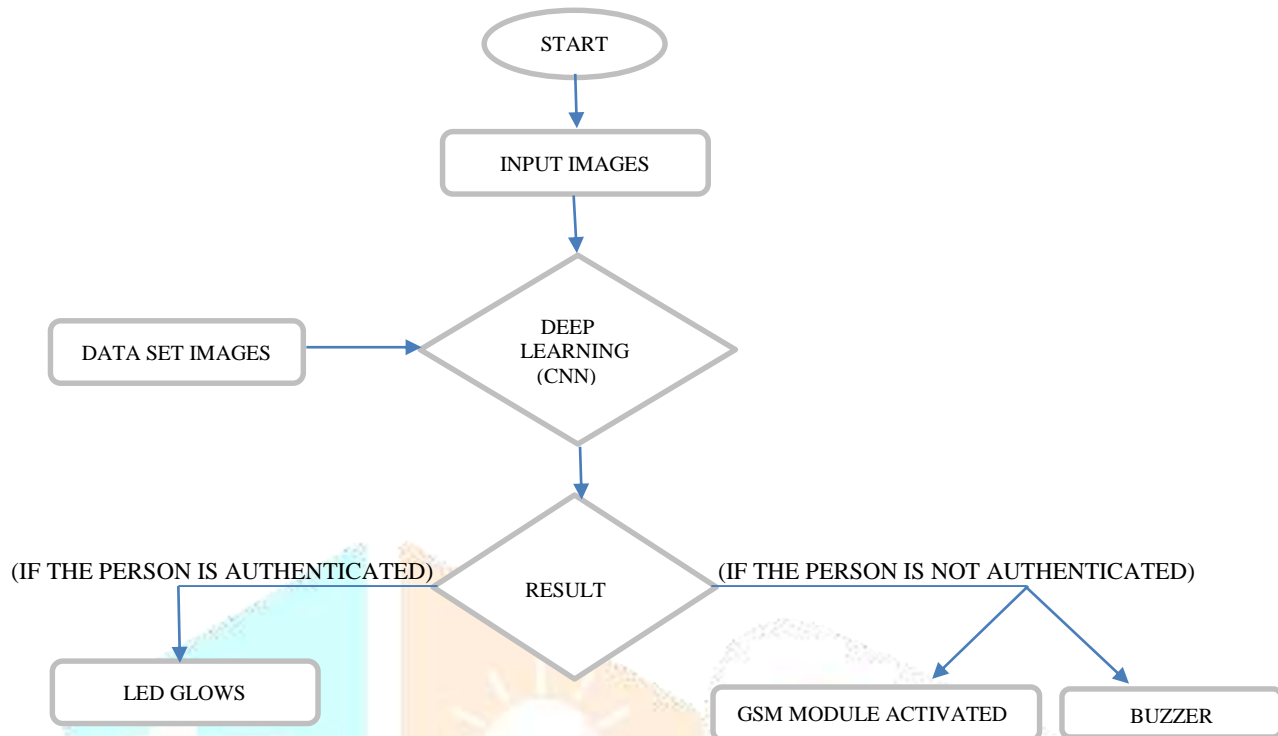 START
INPUT IMAGES
DEEP
LEARNING
(CNN)
DATA SET IMAGES
(IF THE PERSON IS AUTHENTICATED)
(IF THE PERSON IS NOT AUTHENTICATED)
RESULT
LED GLOWS
GSM MODULE ACTIVATED
BUZZER